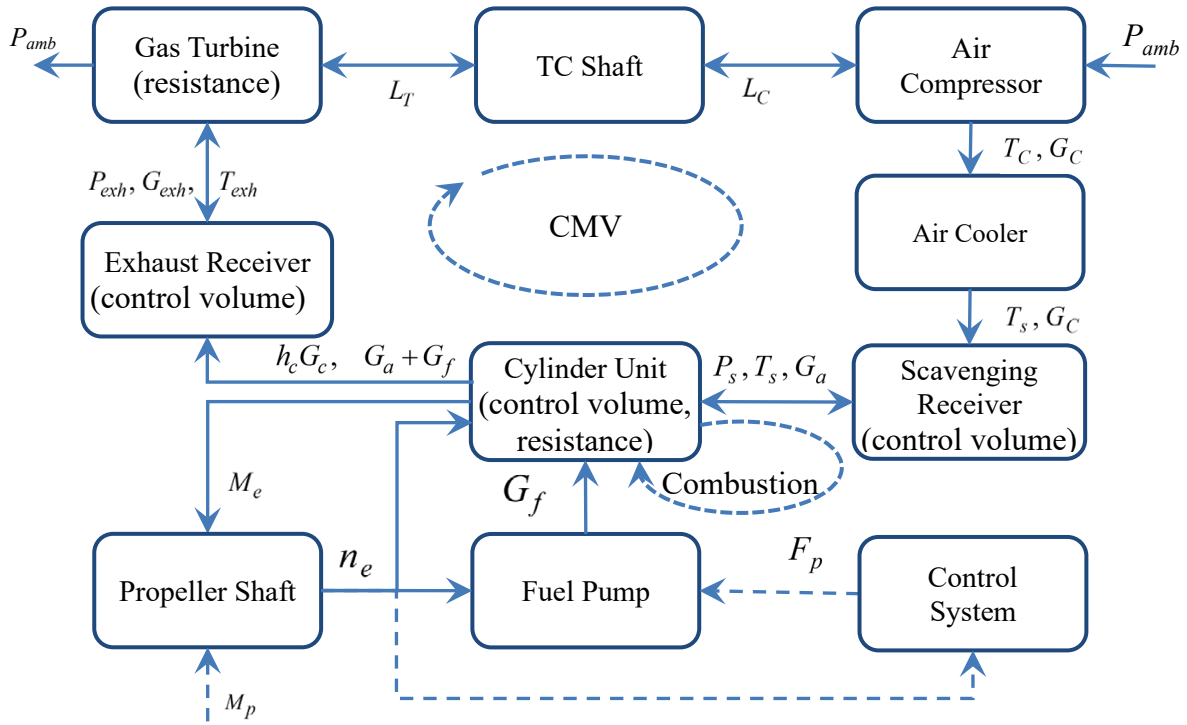 P_amb
Gas Turbine
(resistance)
L_T
TC Shaft
L_C
Air
Compressor
P_amb
T_C, G_C
P_exh, G_exh, T_exh
CMV
Air Cooler
Exhaust Receiver
(control volume)
T_s, G_C
h_c G_c, G_a + G_f
Cylinder Unit
(control volume,
resistance)
P_s, T_s, G_a
Scavenging
Receiver
(control volume)
Combustion
M_e
G_f
n_e
F_p
Propeller Shaft
Fuel Pump
Control
System
M_p